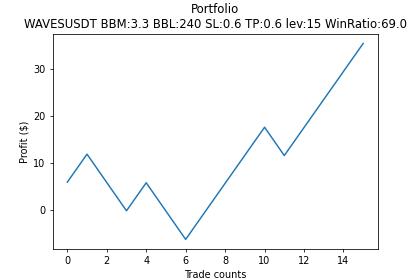 Portfolio
WAVESUSDT BBM:3.3 BBL:240 SL:0.6 TP:0.6 lev:15 WinRatio:69.0
Profit ($)
30
20
10
0
0 2 4 6 8 10 12 14
Trade counts